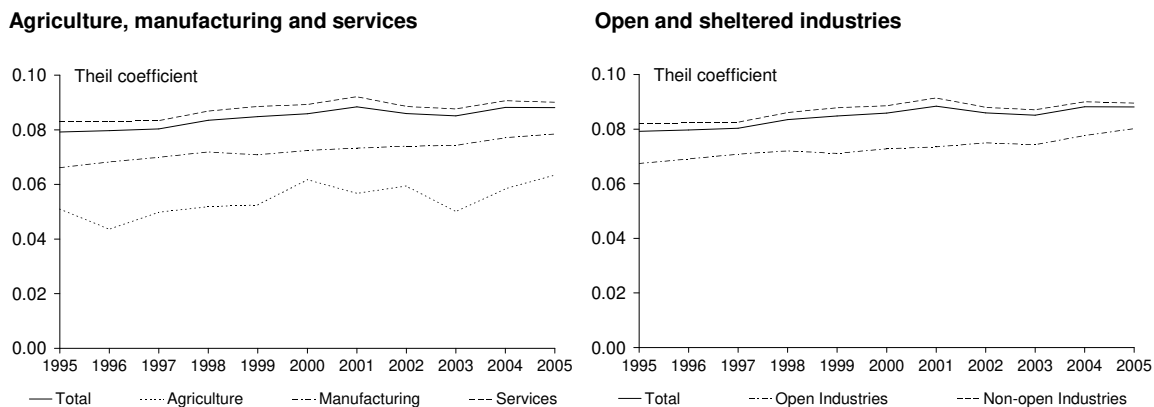 Agriculture, manufacturing and services
Theil coefficient
0.10
0.08
0.06
0.04
0.02
0.00
1995 1996 1997 1998 1999 2000 2001 2002 2003 2004 2005
Total Agriculture Manufacturing Services
Open and sheltered industries
Theil coefficient
0.10
0.08
0.06
0.04
0.02
0.00
1995 1996 1997 1998 1999 2000 2001 2002 2003 2004 2005
Total Open Industries Non-open Industries